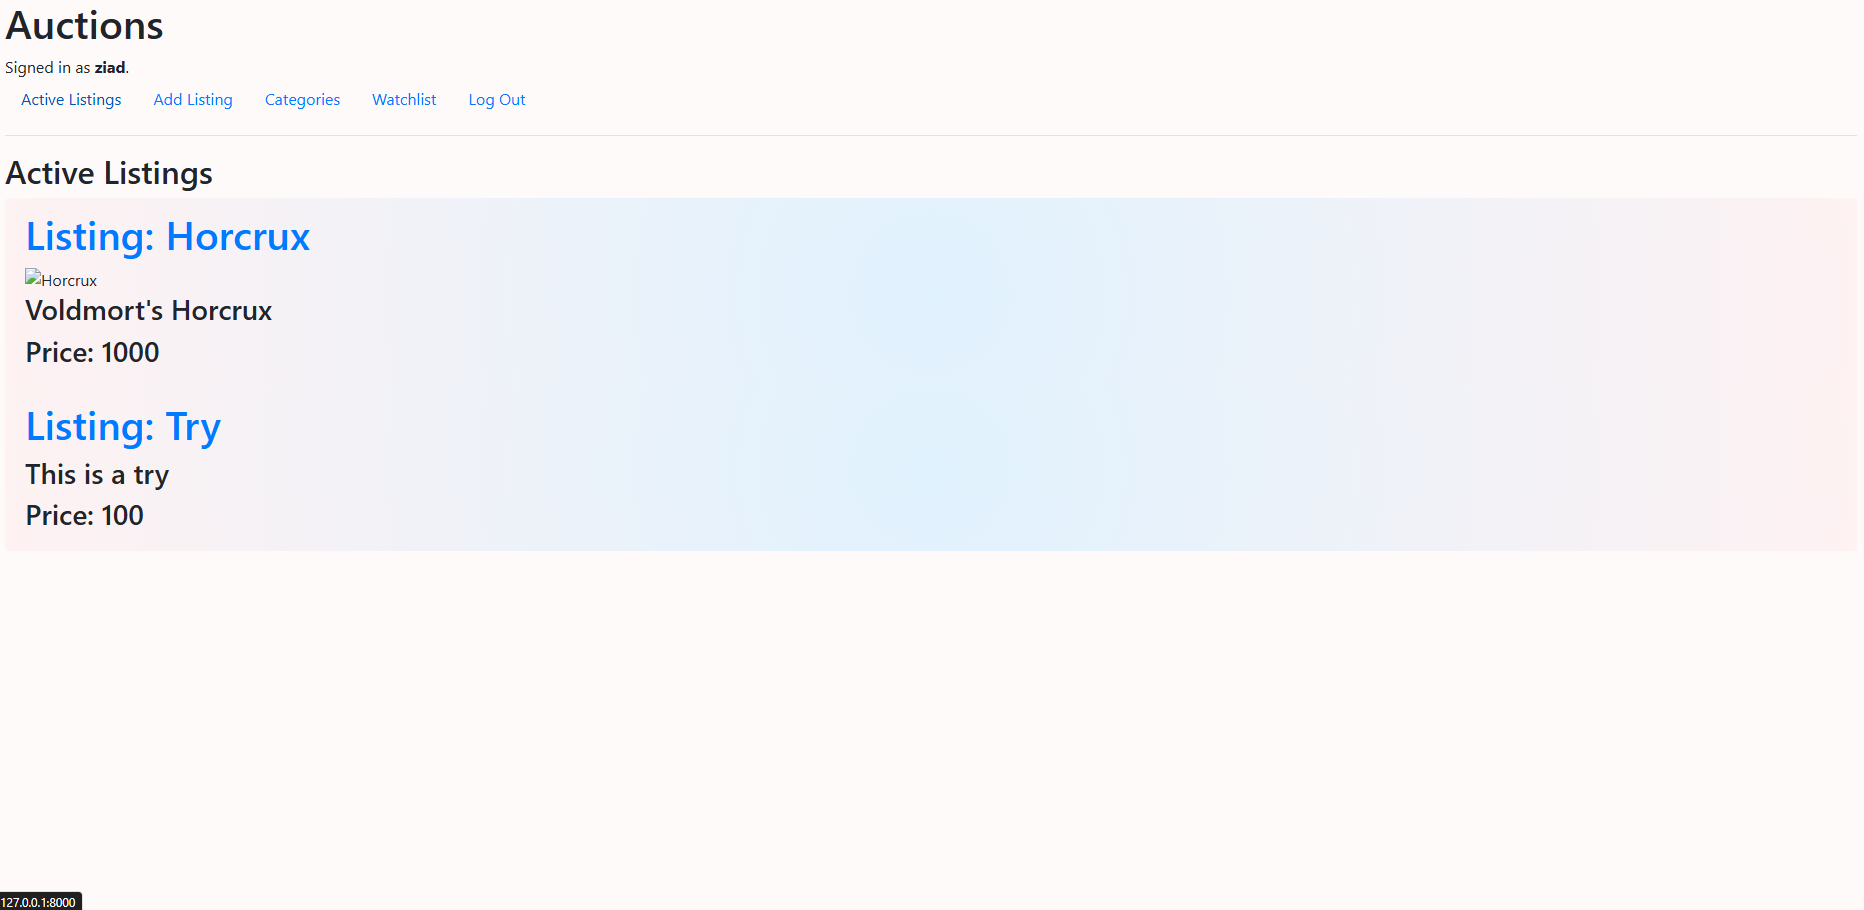 Auctions
Signed in as ziad.
Active Listings Add Listing Categories Watchlist Log Out
Active Listings
Listing: Horcrux
Horcrux
Voldmort's Horcrux
Price: 1000
Listing: Try
This is a try
Price: 100
127.0.0.1:8000